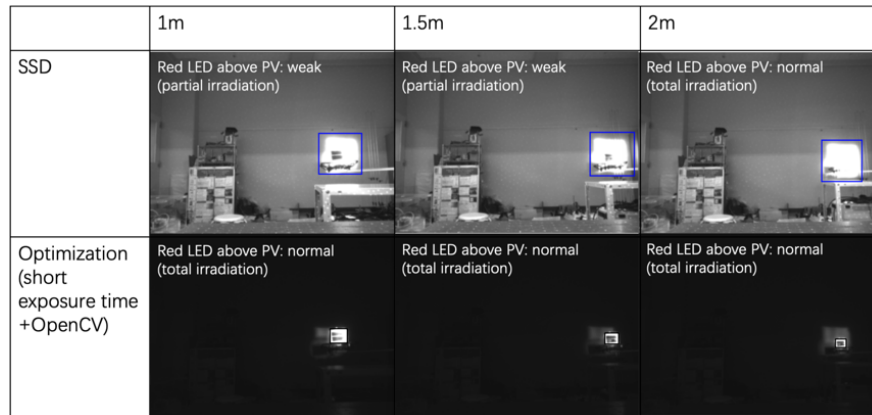 1m
1.5m
2m
SSD
Red LED above PV: weak
(partial irradiation)
Red LED above PV: weak
(partial irradiation)
Red LED above PV: normal
(total irradiation)
Optimization
(short
exposure time
+OpenCV)
Red LED above PV: normal
(total irradiation)
Red LED above PV: normal
(total irradiation)
Red LED above PV: normal
(total irradiation)